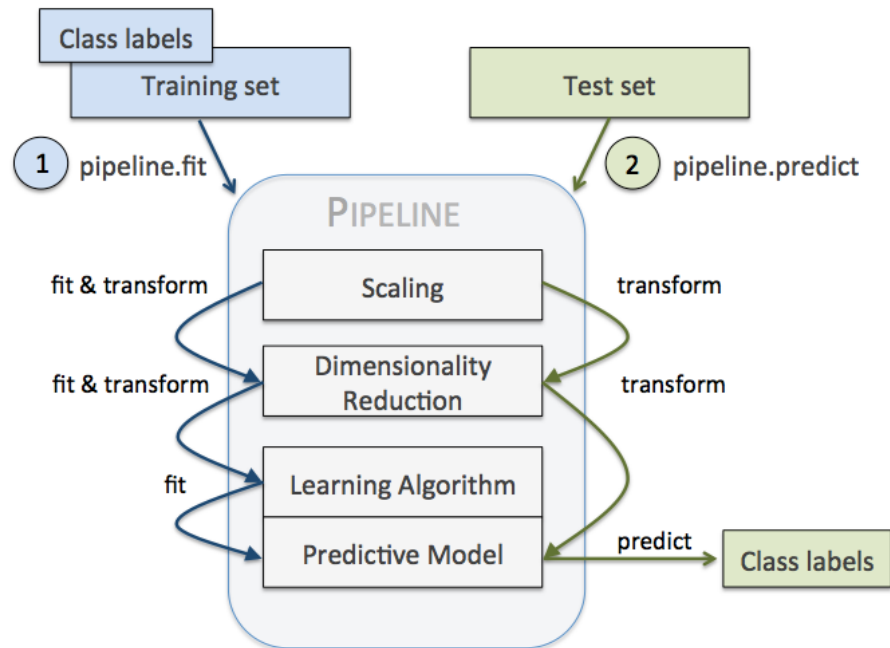 Class labels
Training set
Test set
1 pipeline.fit
2 pipeline.predict
PIPELINE
fit & transform
Scaling
transform
fit & transform
Dimensionality
Reduction
transform
fit
Learning Algorithm
Predictive Model
predict
Class labels